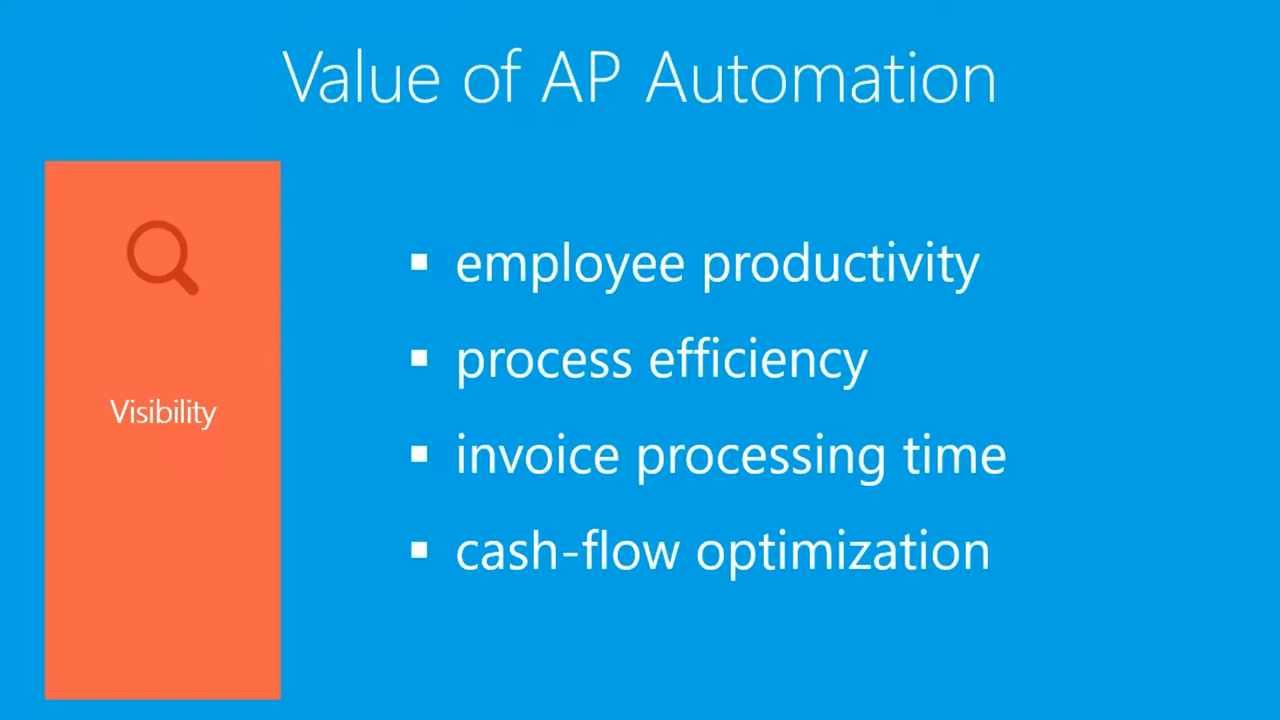 Value of AP Automation
Visibility
▪ employee productivity
▪ process efficiency
▪ invoice processing time
▪ cash-flow optimization